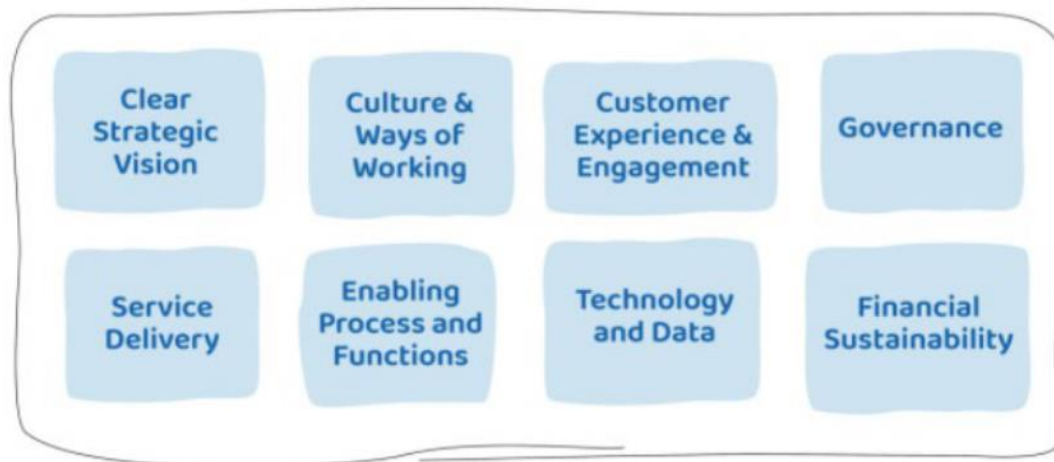 Clear
Strategic
Vision
Culture &
Ways of
Working
Customer
Experience &
Engagement
Governance
Service
Delivery
Enabling
Process and
Functions
Technology
and Data
Financial
Sustainability